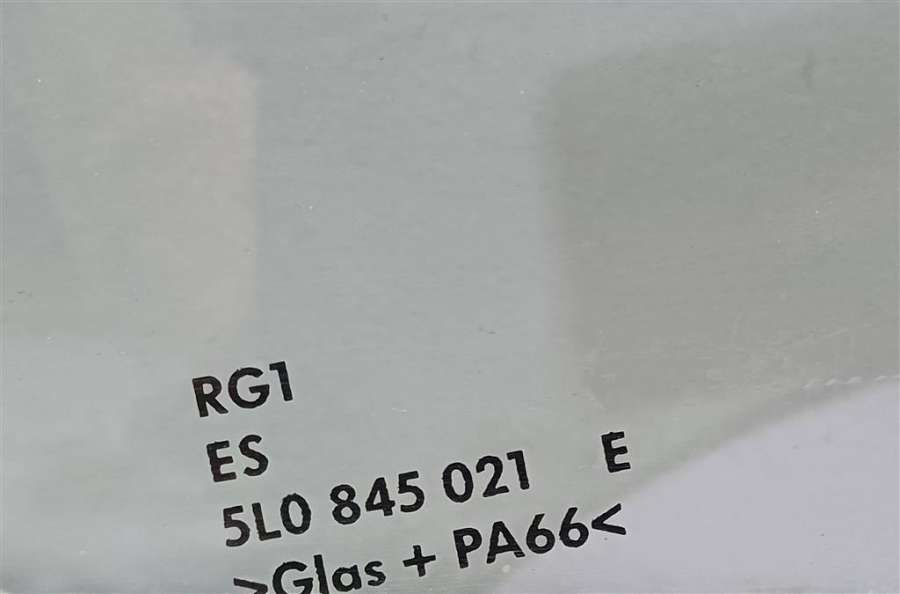 RG1
ES
5L0 845 021 E
>Glas + PA66<